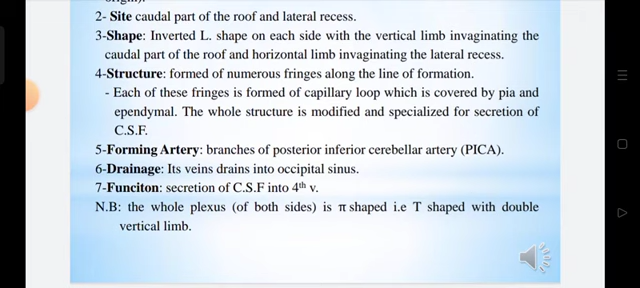 2- Site caudal part of the roof and lateral recess.
3-Shape: Inverted L. shape on each side with the vertical limb invaginating the
caudal part of the roof and horizontal limb invaginating the lateral recess.
4-Structure: formed of numerous fringes along the line of formation.
- Each of these fringes is formed of capillary loop which is covered by pia and
ependymal. The whole structure is modified and specialized for secretion of
C.S.F.
5-Forming Artery: branches of posterior inferior cerebellar artery (PICA).
6-Drainage: Its veins drains into occipital sinus.
7-Funciton: secretion of C.S.F into 4th v.
N.B: the whole plexus (of both sides) is π shaped i.e T shaped with double
vertical limb.